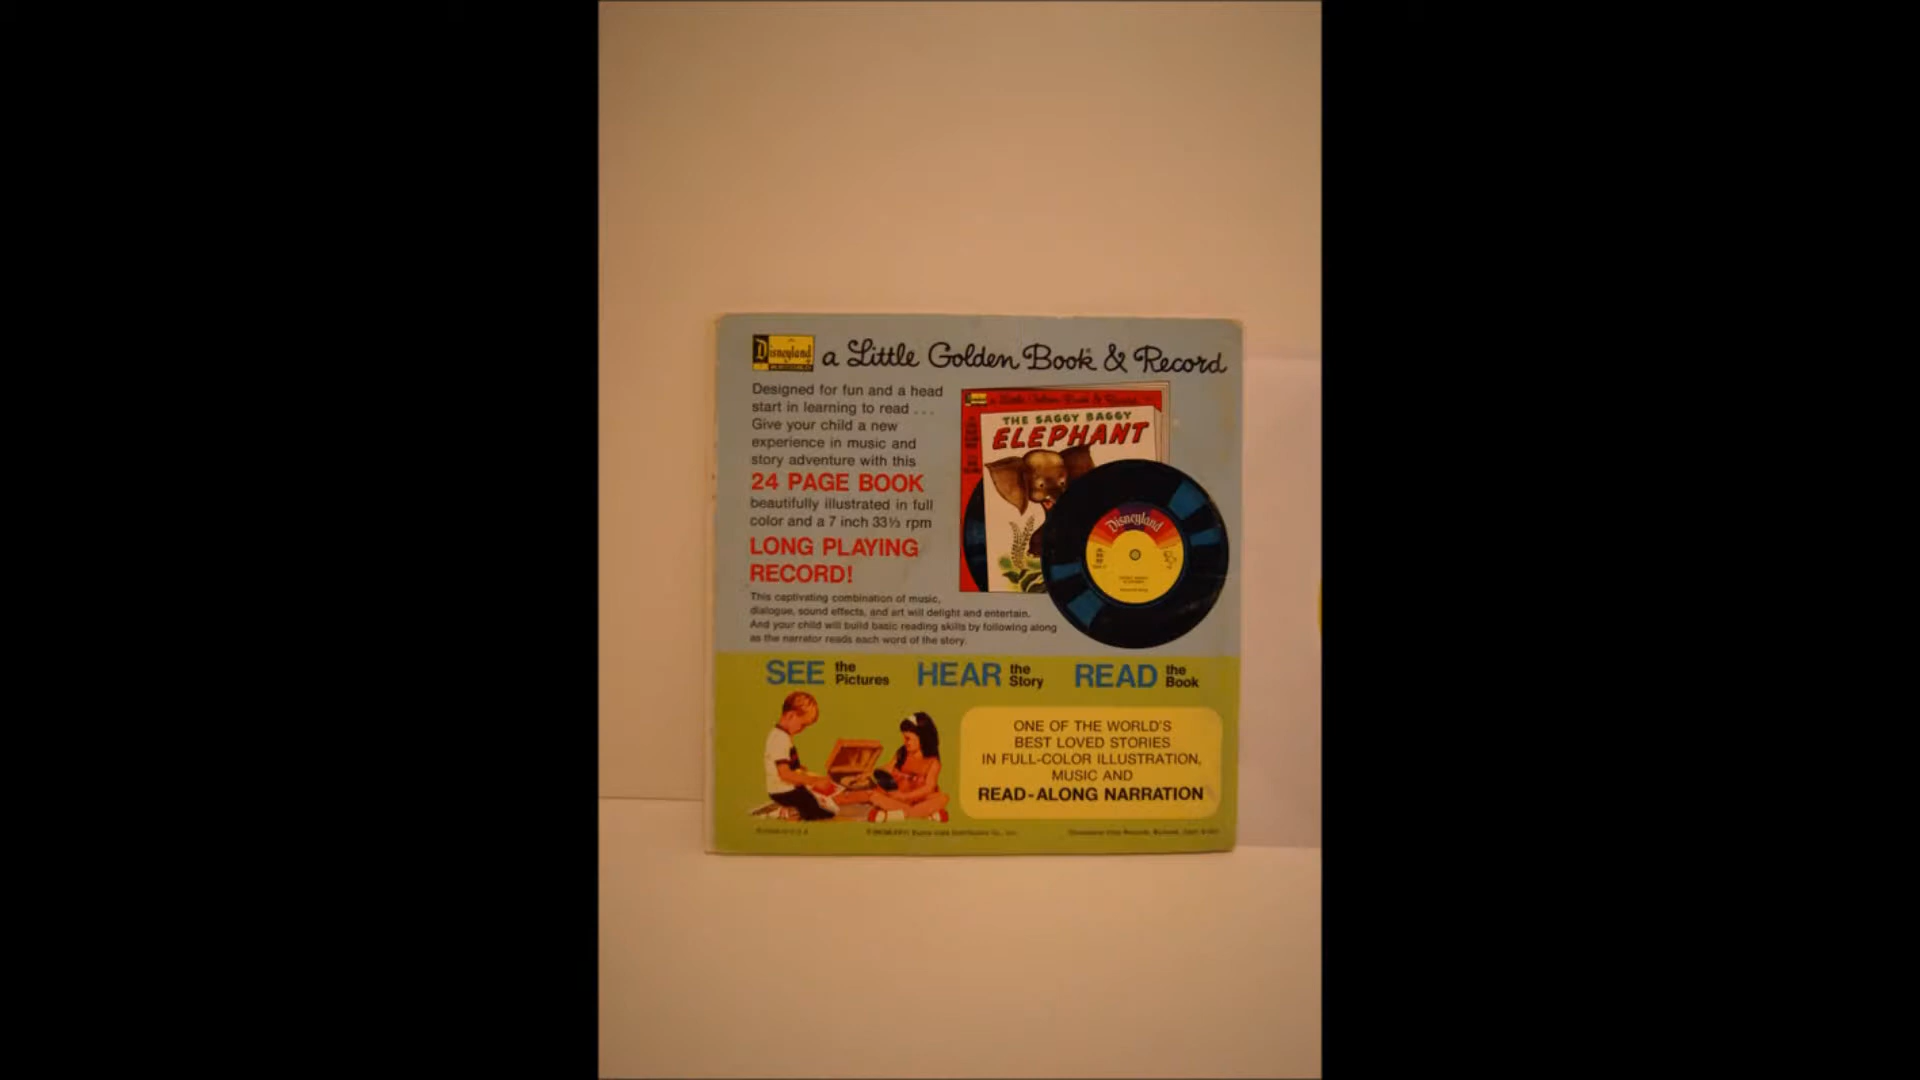 Disneyland
a Little Golden Book & Record
Designed for fun and a head
start in learning to read . . .
Give your child a new
experience in music and
story adventure with this
24 PAGE BOOK
beautifully illustrated in full
color and a 7 inch 33⅓ rpm
LONG PLAYING
RECORD!
This captivating combination of music,
dialogue, sound effects, and art will delight and entertain.
And your child will build basic reading skills by following along
as the narrator reads each word of the story.
a Little Golden Book & Record
THE SAGGY BAGGY
ELEPHANT
Disneyland
SEE the Pictures
HEAR the Story
READ the Book
ONE OF THE WORLD'S
BEST LOVED STORIES
IN FULL-COLOR ILLUSTRATION,
MUSIC AND
READ-ALONG NARRATION